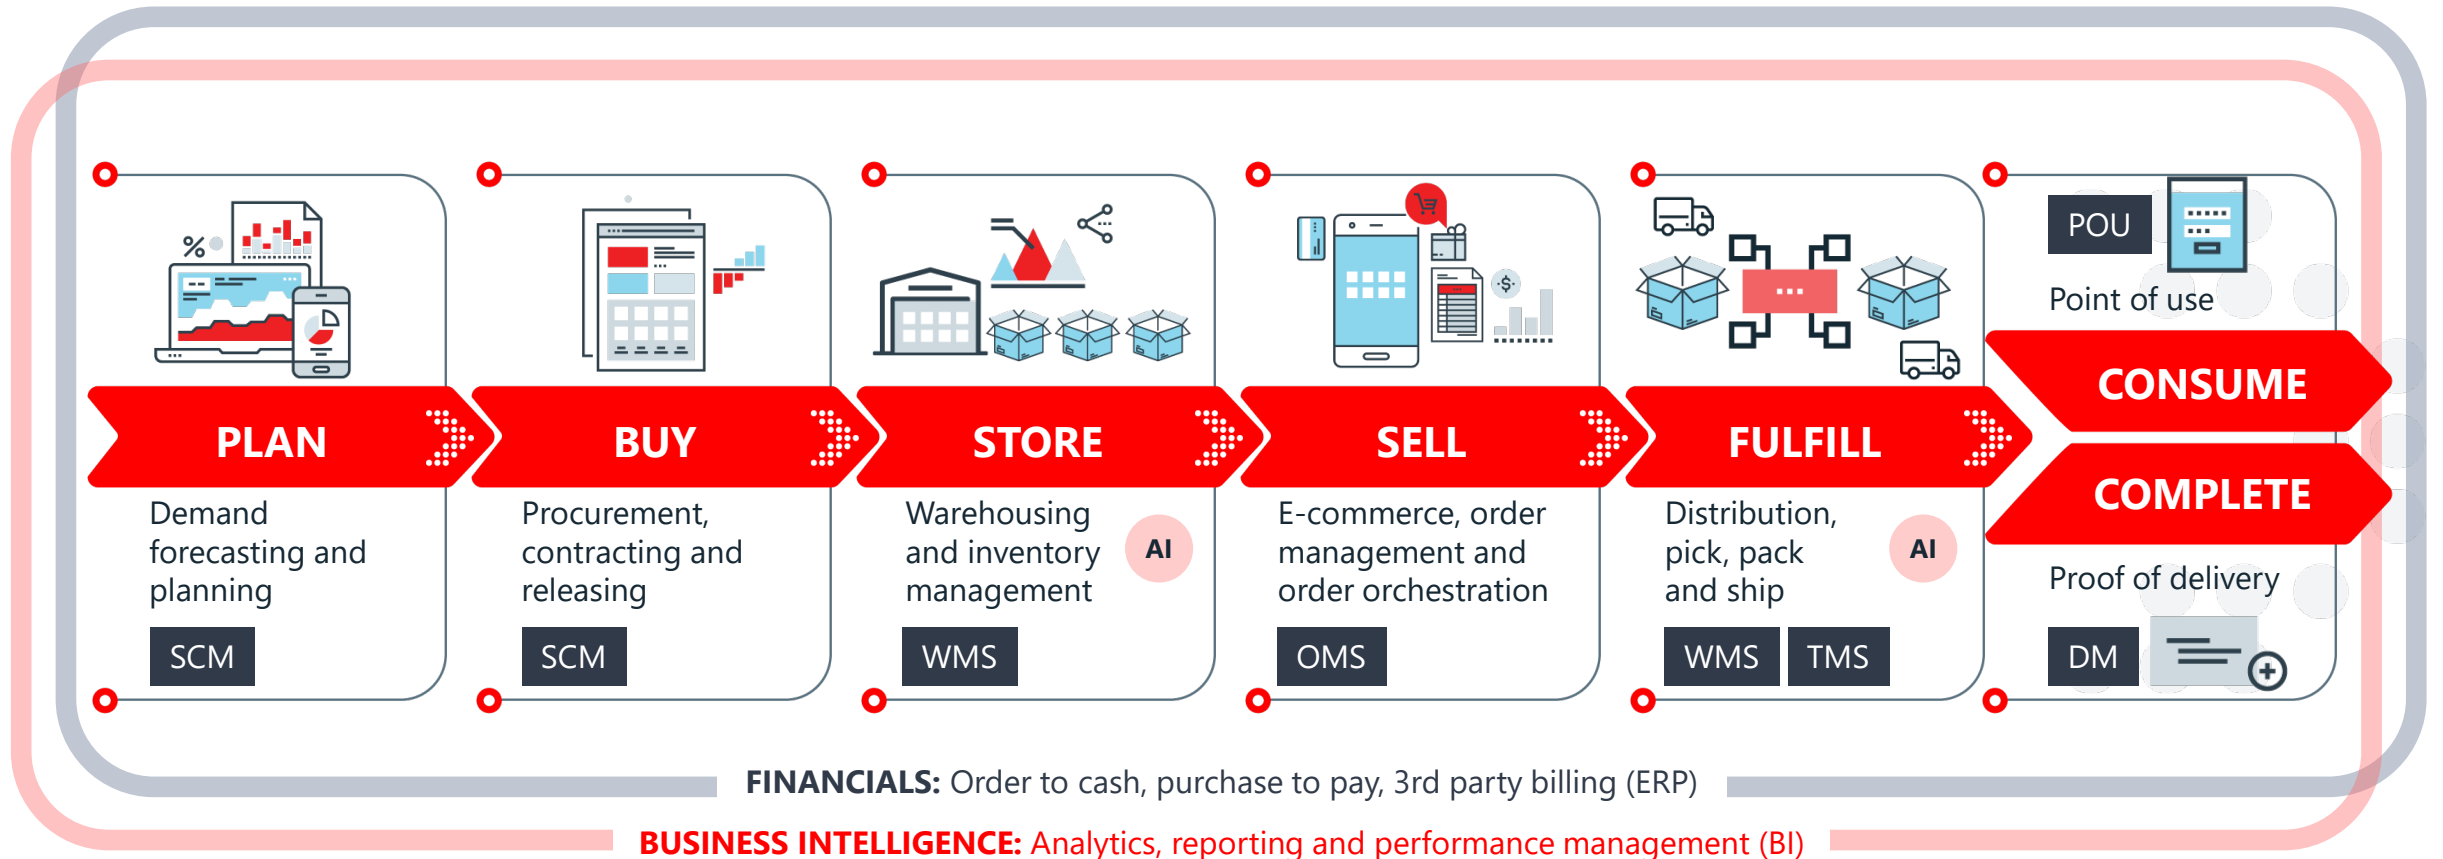 PLAN
Demand
forecasting and
planning
SCM
BUY
Procurement,
contracting and
releasing
SCM
STORE
Warehousing
and inventory
management
AI
WMS
SELL
E-commerce, order
management and
order orchestration
OMS
FULFILL
Distribution,
pick, pack
and ship
AI
WMS TMS
POU
Point of use
CONSUME
COMPLETE
Proof of delivery
DM
FINANCIALS: Order to cash, purchase to pay, 3rd party billing (ERP)
BUSINESS INTELLIGENCE: Analytics, reporting and performance management (BI)